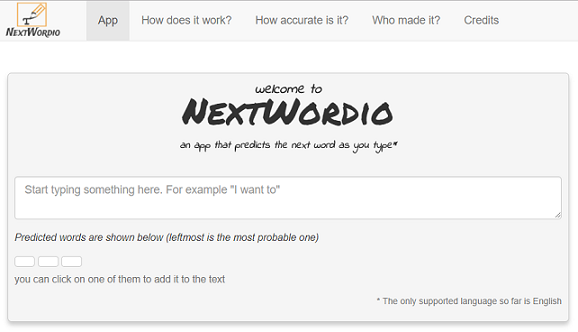 NextWordio
App How does it work? How accurate is it? Who made it? Credits
welcome to
NextWordio
an app that predicts the next word as you type*
Start typing something here. For example "I want to"
Predicted words are shown below (leftmost is the most probable one)
you can click on one of them to add it to the text
* The only supported language so far is English